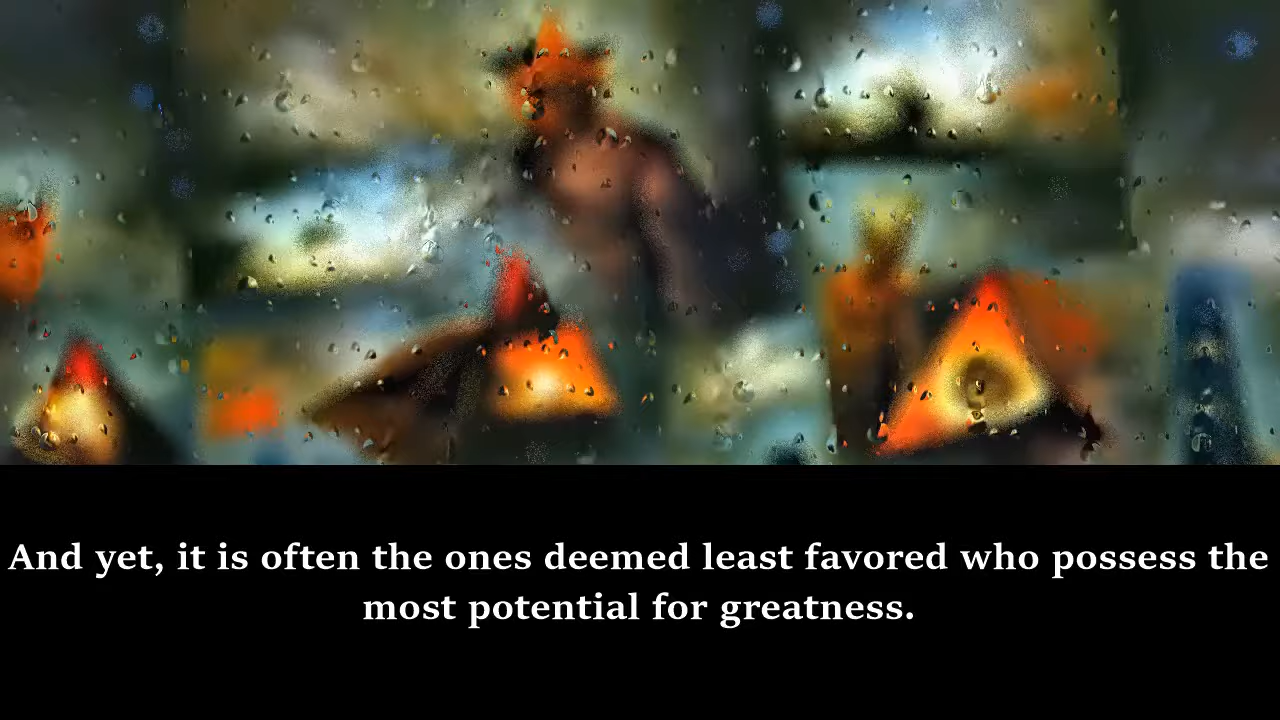 And yet, it is often the ones deemed least favored who possess the
most potential for greatness.